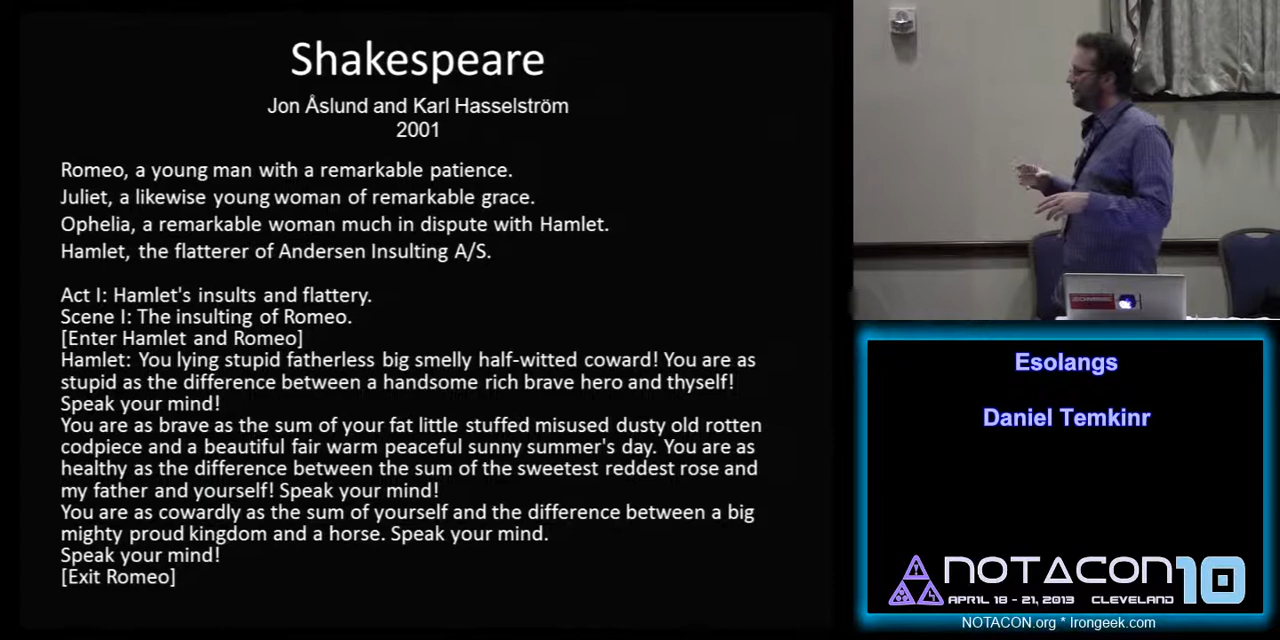 Shakespeare
Jon Åslund and Karl Hasselström
2001
Romeo, a young man with a remarkable patience.
Juliet, a likewise young woman of remarkable grace.
Ophelia, a remarkable woman much in dispute with Hamlet.
Hamlet, the flatterer of Andersen Insulting A/S.
Act I: Hamlet's insults and flattery.
Scene I: The insulting of Romeo.
[Enter Hamlet and Romeo]
Hamlet: You lying stupid fatherless big smelly half-witted coward! You are as
stupid as the difference between a handsome rich brave hero and thyself!
Speak your mind!
You are as brave as the sum of your fat little stuffed misused dusty old rotten
codpiece and a beautiful fair warm peaceful sunny summer's day. You are as
healthy as the difference between the sum of the sweetest reddest rose and
my father and yourself! Speak your mind!
You are as cowardly as the sum of yourself and the difference between a big
mighty proud kingdom and a horse. Speak your mind.
Speak your mind!
[Exit Romeo]
Esolangs
Daniel Temkinr
NOTACON 10
APRIL 18 - 21, 2013 CLEVELAND
NOTACON.org * Irongeek.com